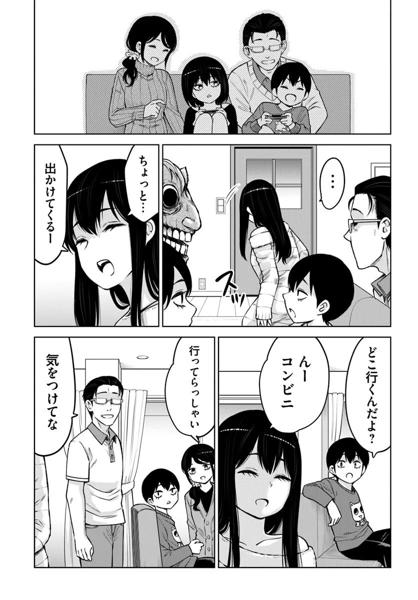 …
スッ
ちょっと…
出かけてくるー
どこ行くんだよ?
んー
コンビニ
行ってらっしゃい
気をつけてな